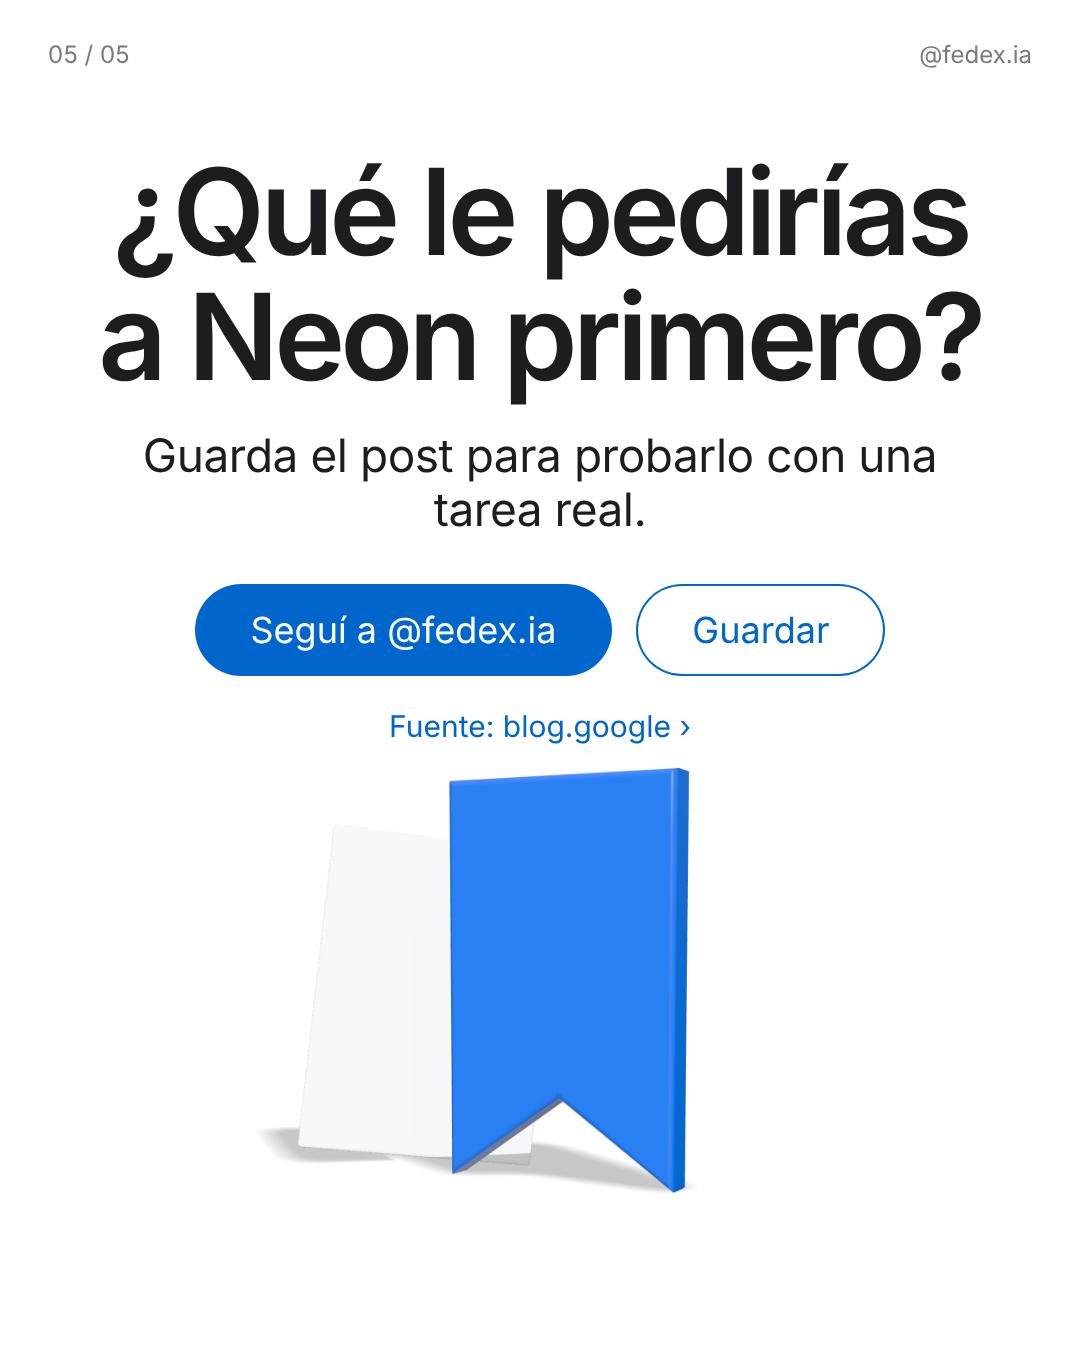 05 / 05
@fedex.ia
¿Qué le pedirías
a Neon primero?
Guarda el post para probarlo con una
tarea real.
Seguí a @fedex.ia
Guardar
Fuente: blog.google ›